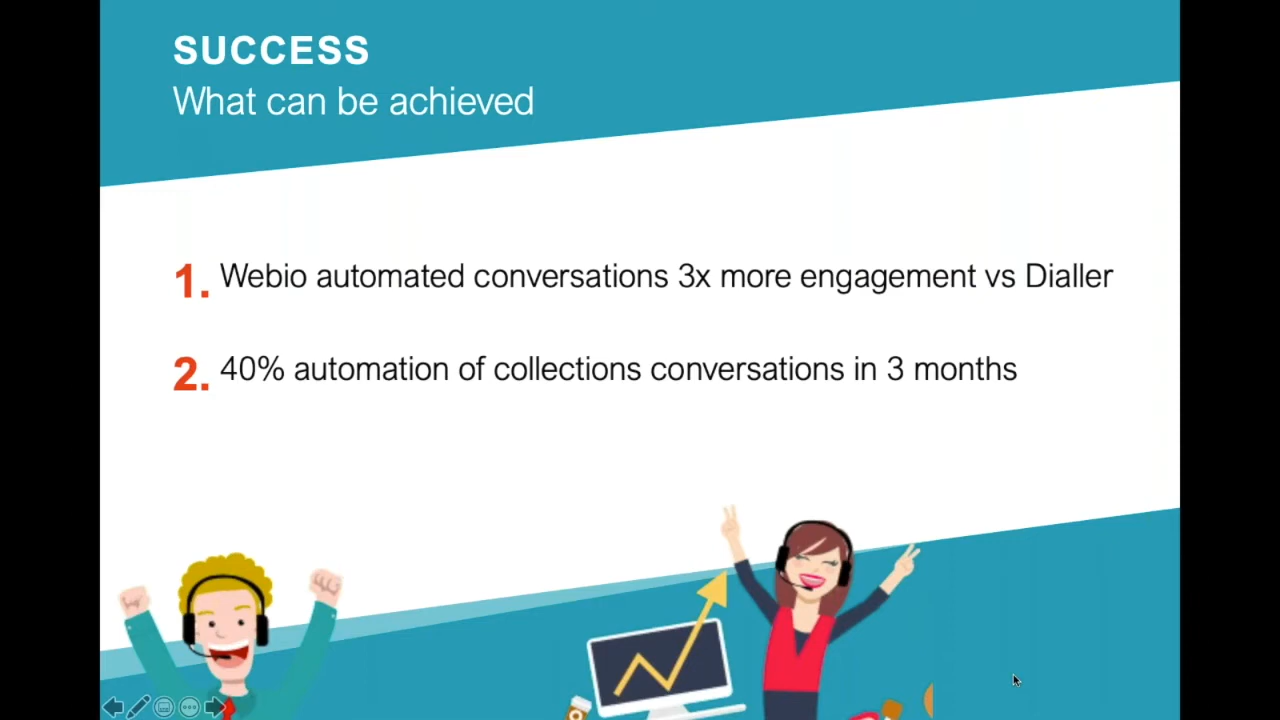 SUCCESS
What can be achieved
1. Webio automated conversations 3x more engagement vs Dialler
2. 40% automation of collections conversations in 3 months